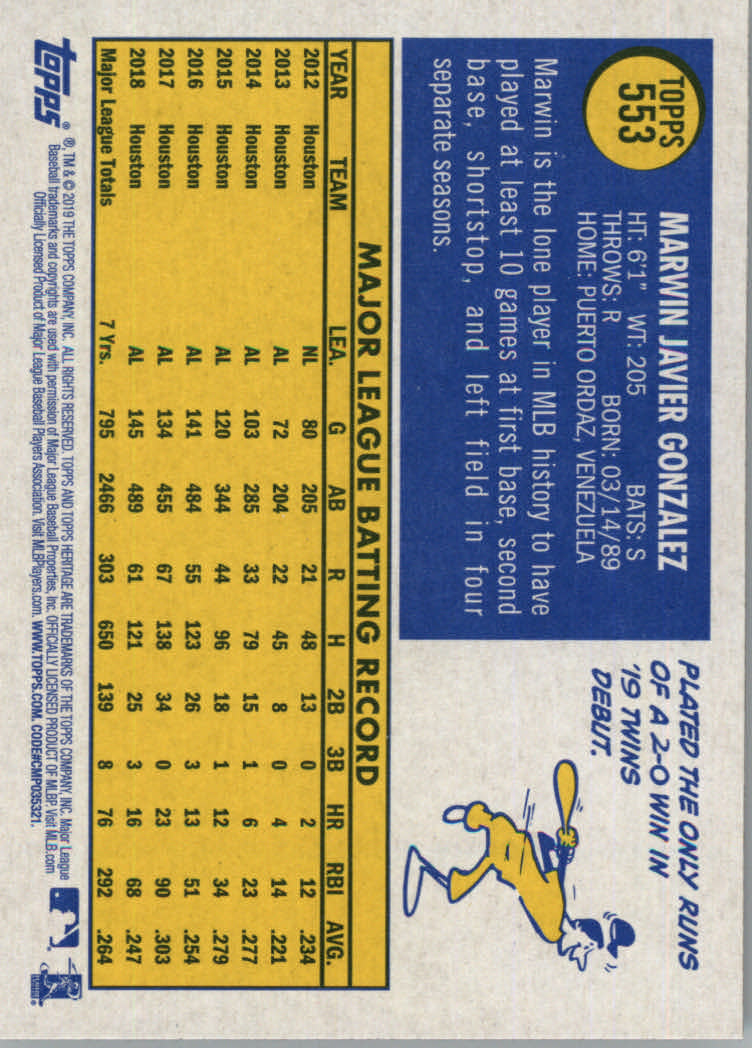 TOPPS
553
MARWIN JAVIER GONZALEZ
HT: 6'1" WT: 205 BATS: S
THROWS: R BORN: 03/14/89
HOME: PUERTO ORDAZ, VENEZUELA
Marwin is the lone player in MLB history to have
played at least 10 games at first base, second
base, shortstop, and left field in four
separate seasons.
PLATED THE ONLY RUNS
OF A 2-0 WIN IN
'19 TWINS
DEBUT.
MAJOR LEAGUE BATTING RECORD
YEAR TEAM LEA. G AB R H 2B 3B HR RBI AVG.
2012 Houston NL 80 205 21 48 13 0 2 12 .234
2013 Houston AL 72 204 22 45 8 0 4 14 .221
2014 Houston AL 103 285 33 79 15 1 6 23 .277
2015 Houston AL 120 344 44 96 18 1 12 34 .279
2016 Houston AL 141 484 55 123 26 3 13 51 .254
2017 Houston AL 134 455 67 138 34 0 23 90 .303
2018 Houston AL 145 489 61 121 25 3 16 68 .247
Major League Totals 7 Yrs. 795 2466 303 650 139 8 76 292 .264
topps®
®, TM & © 2019 THE TOPPS COMPANY, INC. ALL RIGHTS RESERVED. TOPPS AND TOPPS HERITAGE ARE TRADEMARKS OF THE TOPPS COMPANY, INC. Major League
Baseball trademarks and copyrights are used with permission of Major League Baseball Properties, Inc. OFFICIALLY LICENSED PRODUCT OF MLBP. Visit MLB.com
Officially Licensed Product of Major League Baseball Players Association. Visit MLBPlayers.com. WWW.TOPPS.COM. CODE#CMP035321.